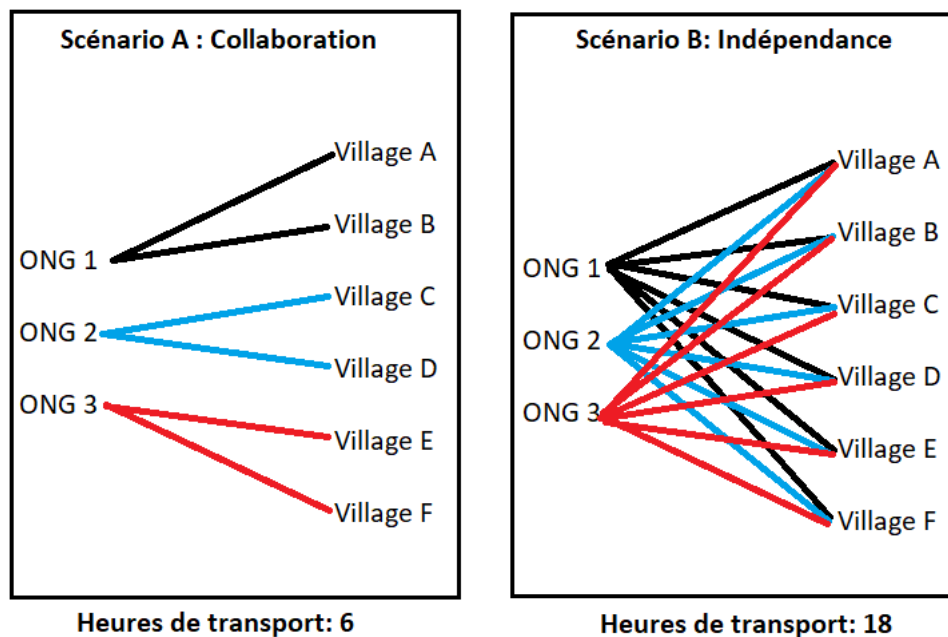 Scénario A : Collaboration
Village A
Village B
ONG 1
Village C
ONG 2
Village D
ONG 3
Village E
Village F
Heures de transport: 6
Scénario B: Indépendance
Village A
Village B
ONG 1
Village C
ONG 2
Village D
ONG 3
Village E
Village F
Heures de transport: 18